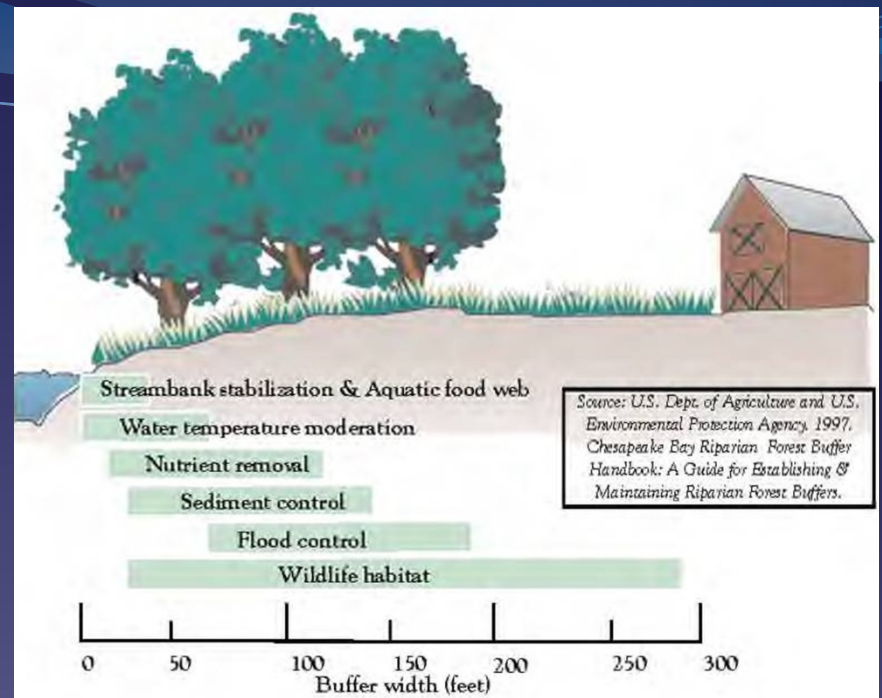 Streambank stabilization & Aquatic food web
Water temperature moderation
Nutrient removal
Sediment control
Flood control
Wildlife habitat
Source: U.S. Dept. of Agriculture and U.S.
Environmental Protection Agency. 1997.
Chesapeake Bay Riparian Forest Buffer
Handbook: A Guide for Establishing &
Maintaining Riparian Forest Buffers.
0 50 100 150 200 250 300
Buffer width (feet)